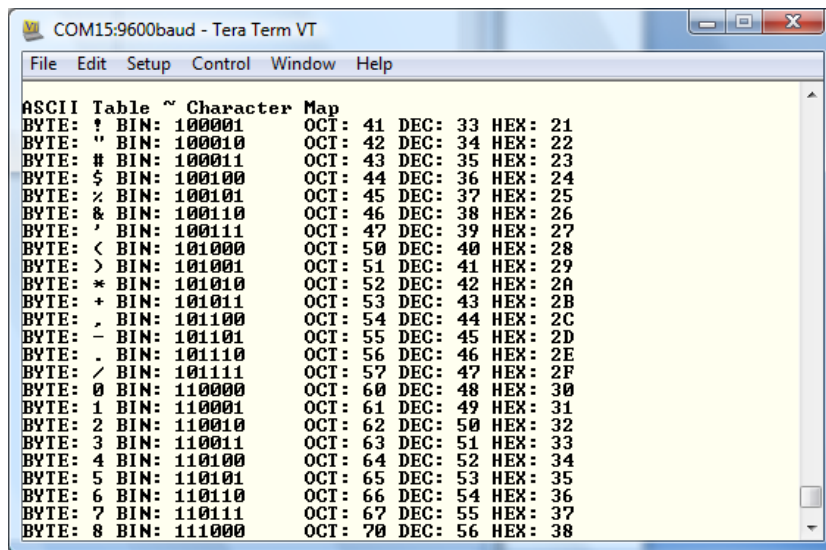 COM15:9600baud - Tera Term VT
File Edit Setup Control Window Help
ASCII Table ~ Character Map
BYTE: ! BIN: 100001 OCT: 41 DEC: 33 HEX: 21
BYTE: " BIN: 100010 OCT: 42 DEC: 34 HEX: 22
BYTE: # BIN: 100011 OCT: 43 DEC: 35 HEX: 23
BYTE: $ BIN: 100100 OCT: 44 DEC: 36 HEX: 24
BYTE: % BIN: 100101 OCT: 45 DEC: 37 HEX: 25
BYTE: & BIN: 100110 OCT: 46 DEC: 38 HEX: 26
BYTE: ' BIN: 100111 OCT: 47 DEC: 39 HEX: 27
BYTE: ( BIN: 101000 OCT: 50 DEC: 40 HEX: 28
BYTE: ) BIN: 101001 OCT: 51 DEC: 41 HEX: 29
BYTE: * BIN: 101010 OCT: 52 DEC: 42 HEX: 2A
BYTE: + BIN: 101011 OCT: 53 DEC: 43 HEX: 2B
BYTE: , BIN: 101100 OCT: 54 DEC: 44 HEX: 2C
BYTE: - BIN: 101101 OCT: 55 DEC: 45 HEX: 2D
BYTE: . BIN: 101110 OCT: 56 DEC: 46 HEX: 2E
BYTE: / BIN: 101111 OCT: 57 DEC: 47 HEX: 2F
BYTE: 0 BIN: 110000 OCT: 60 DEC: 48 HEX: 30
BYTE: 1 BIN: 110001 OCT: 61 DEC: 49 HEX: 31
BYTE: 2 BIN: 110010 OCT: 62 DEC: 50 HEX: 32
BYTE: 3 BIN: 110011 OCT: 63 DEC: 51 HEX: 33
BYTE: 4 BIN: 110100 OCT: 64 DEC: 52 HEX: 34
BYTE: 5 BIN: 110101 OCT: 65 DEC: 53 HEX: 35
BYTE: 6 BIN: 110110 OCT: 66 DEC: 54 HEX: 36
BYTE: 7 BIN: 110111 OCT: 67 DEC: 55 HEX: 37
BYTE: 8 BIN: 111000 OCT: 70 DEC: 56 HEX: 38